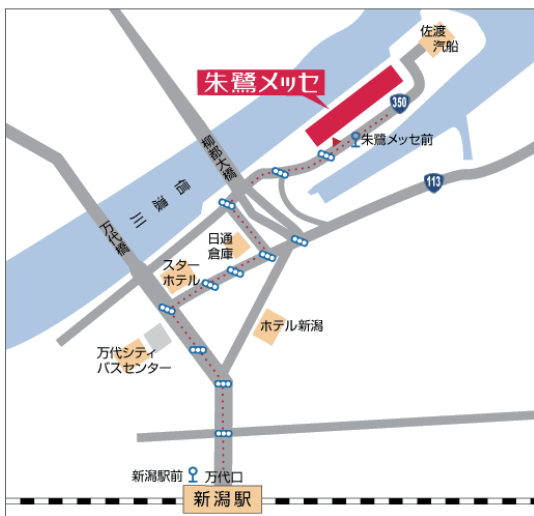 佐渡
汽船
朱鷺メッセ
350
朱鷺メッセ前
柳都大橋
113
信濃川
万代橋
日通
倉庫
スター
ホテル
ホテル新潟
万代シティ
バスセンター
新潟駅前
万代口
新潟駅